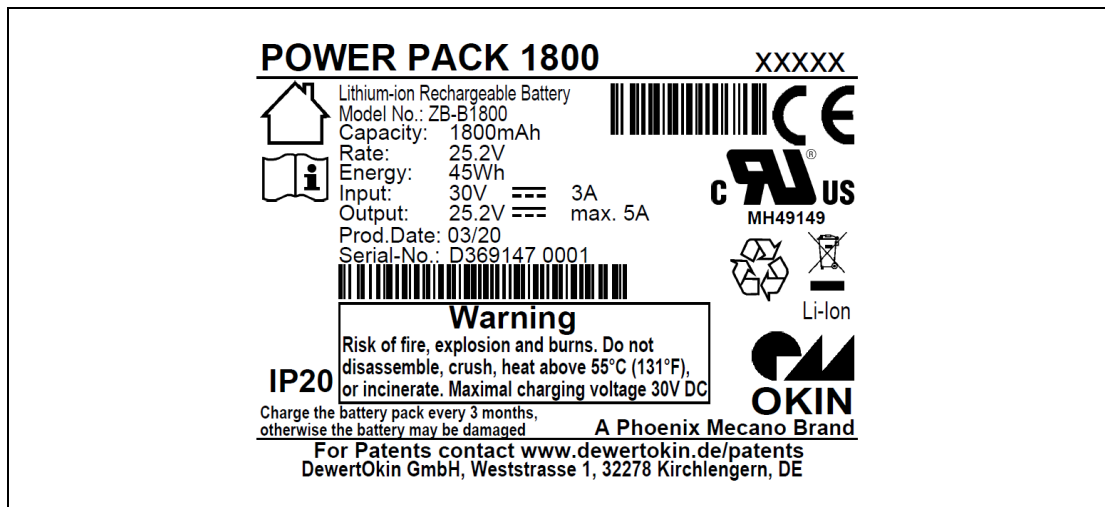 POWER PACK 1800 XXXXX
Lithium-ion Rechargeable Battery
Model No.: ZB-B1800
Capacity: 1800mAh
Rate: 25.2V
Energy: 45Wh
Input: 30V 3A
Output: 25.2V max. 5A
Prod.Date: 03/20
Serial-No.: D369147 0001
CE
C RU ® US
MH49149
Li-Ion
Warning
Risk of fire, explosion and burns. Do not
disassemble, crush, heat above 55°C (131°F),
or incinerate. Maximal charging voltage 30V DC
IP20
Charge the battery pack every 3 months,
otherwise the battery may be damaged
OKIN
A Phoenix Mecano Brand
For Patents contact www.dewertokin.de/patents
DewertOkin GmbH, Weststrasse 1, 32278 Kirchlengern, DE